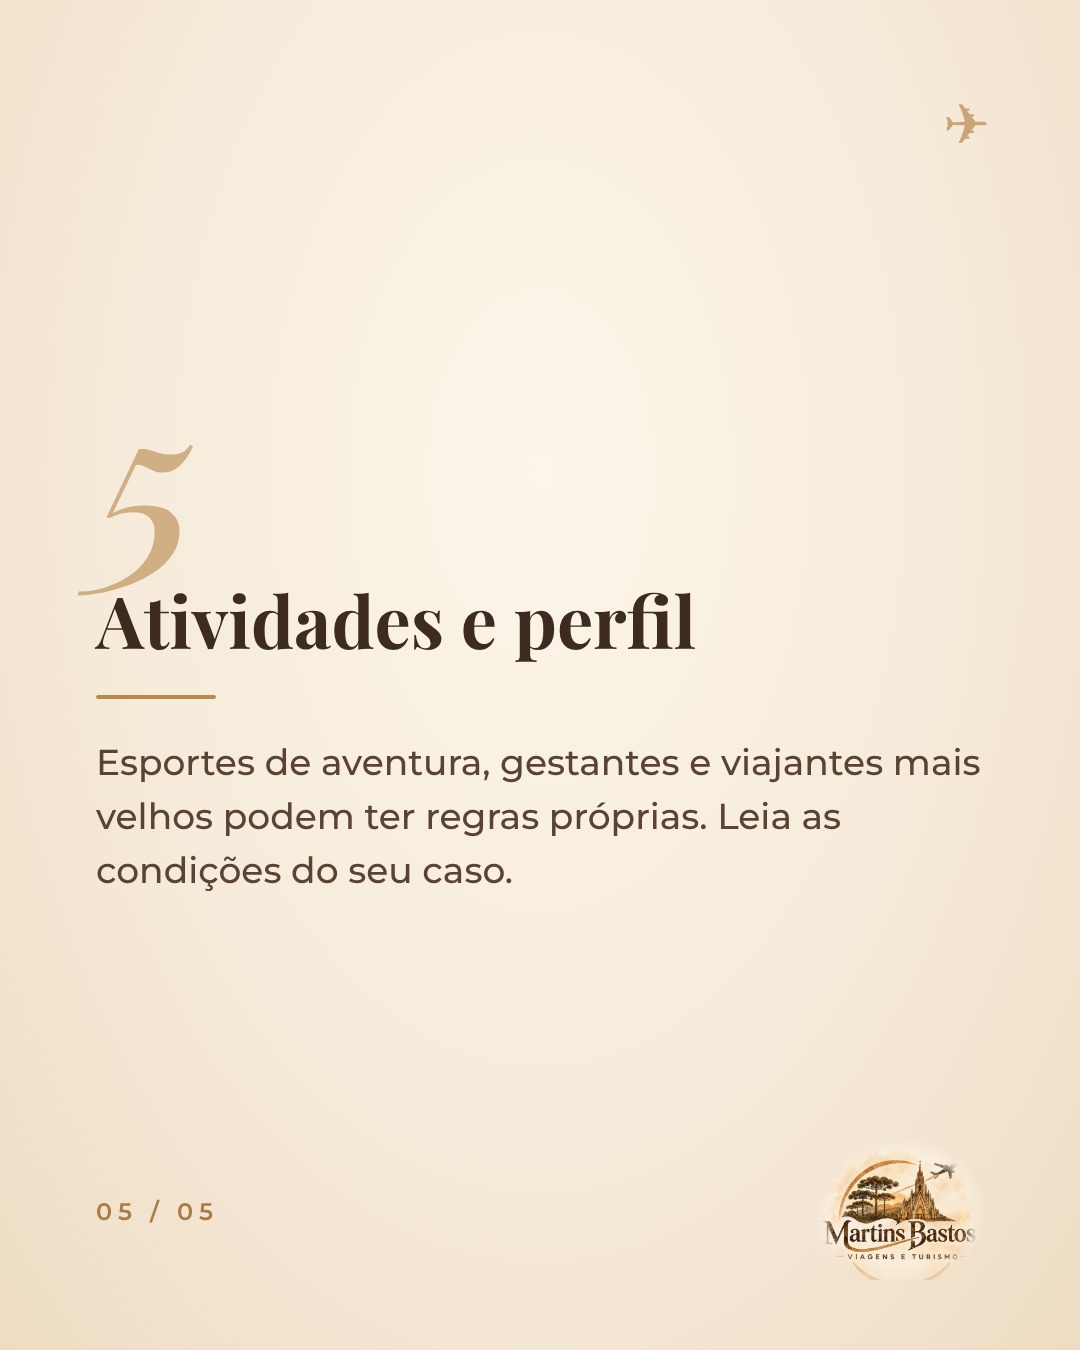 5
Atividades e perfil
Esportes de aventura, gestantes e viajantes mais
velhos podem ter regras próprias. Leia as
condições do seu caso.
05 / 05
Martins Bastos
VIAGENS E TURISMO